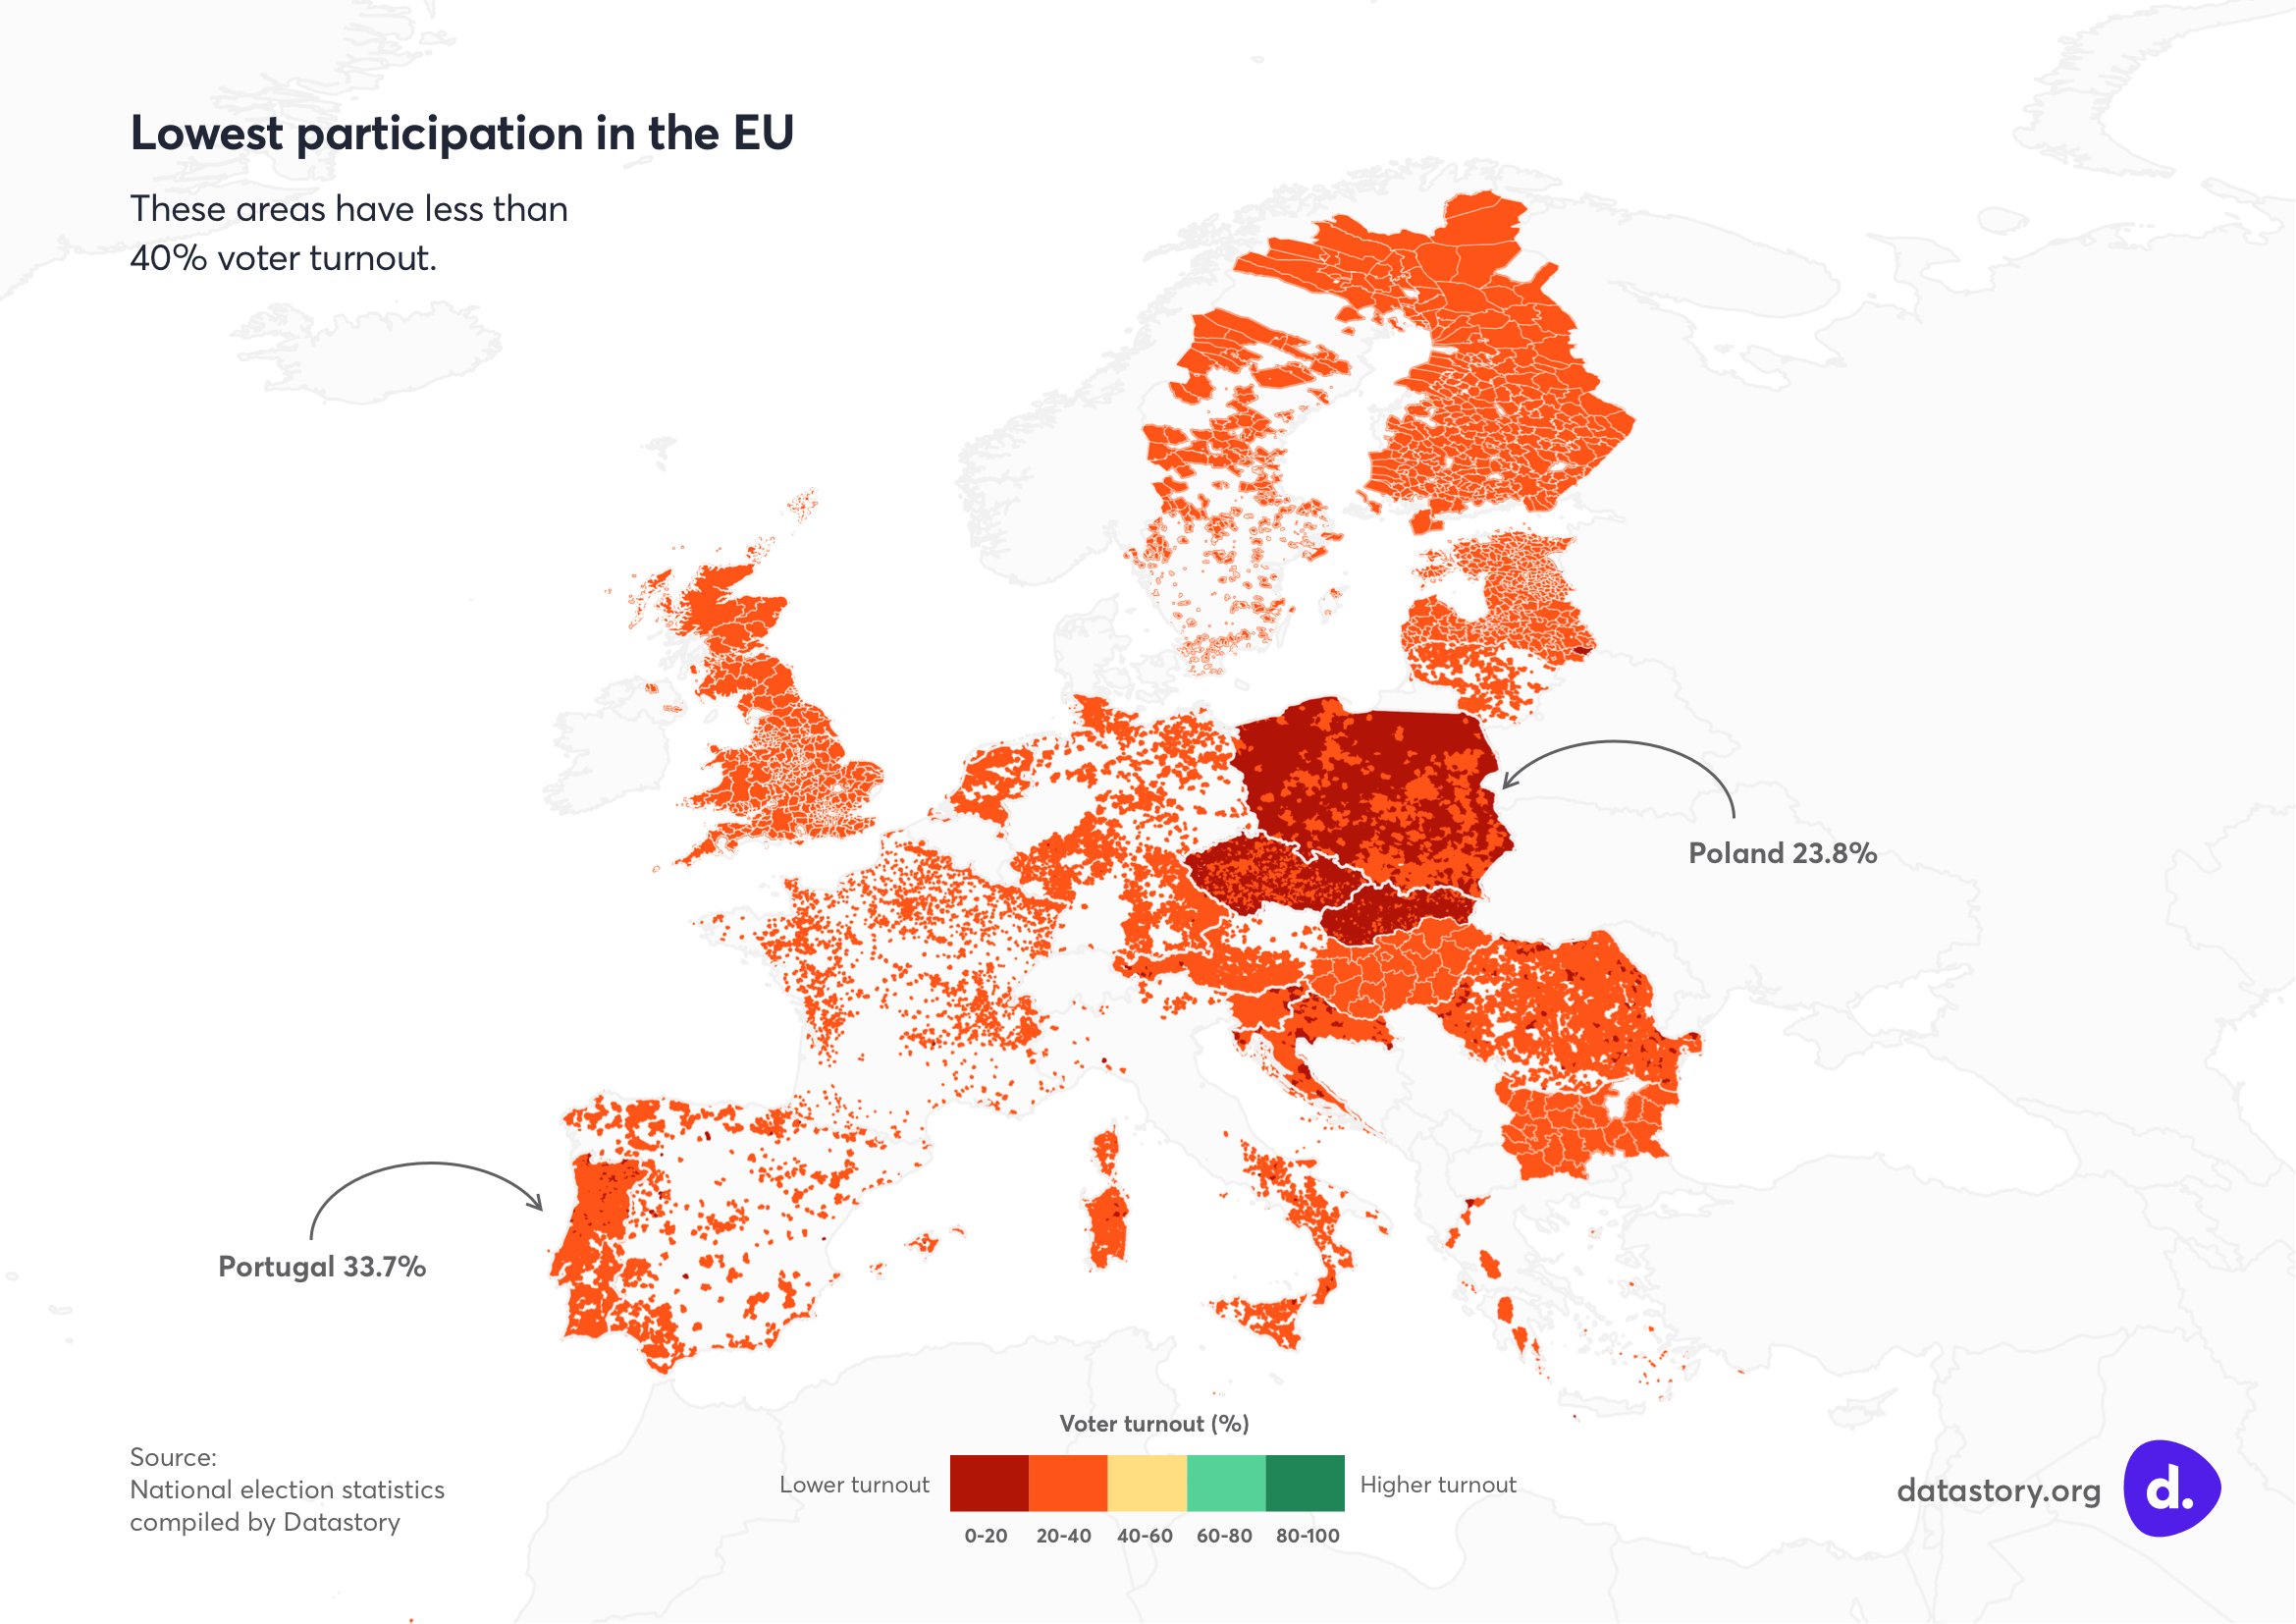 Lowest participation in the EU
These areas have less than
40% voter turnout.
Poland 23.8%
Portugal 33.7%
Voter turnout (%)
Lower turnout
Higher turnout
0-20 20-40 40-60 60-80 80-100
Source:
National election statistics
compiled by Datastory
datastory.org
d.